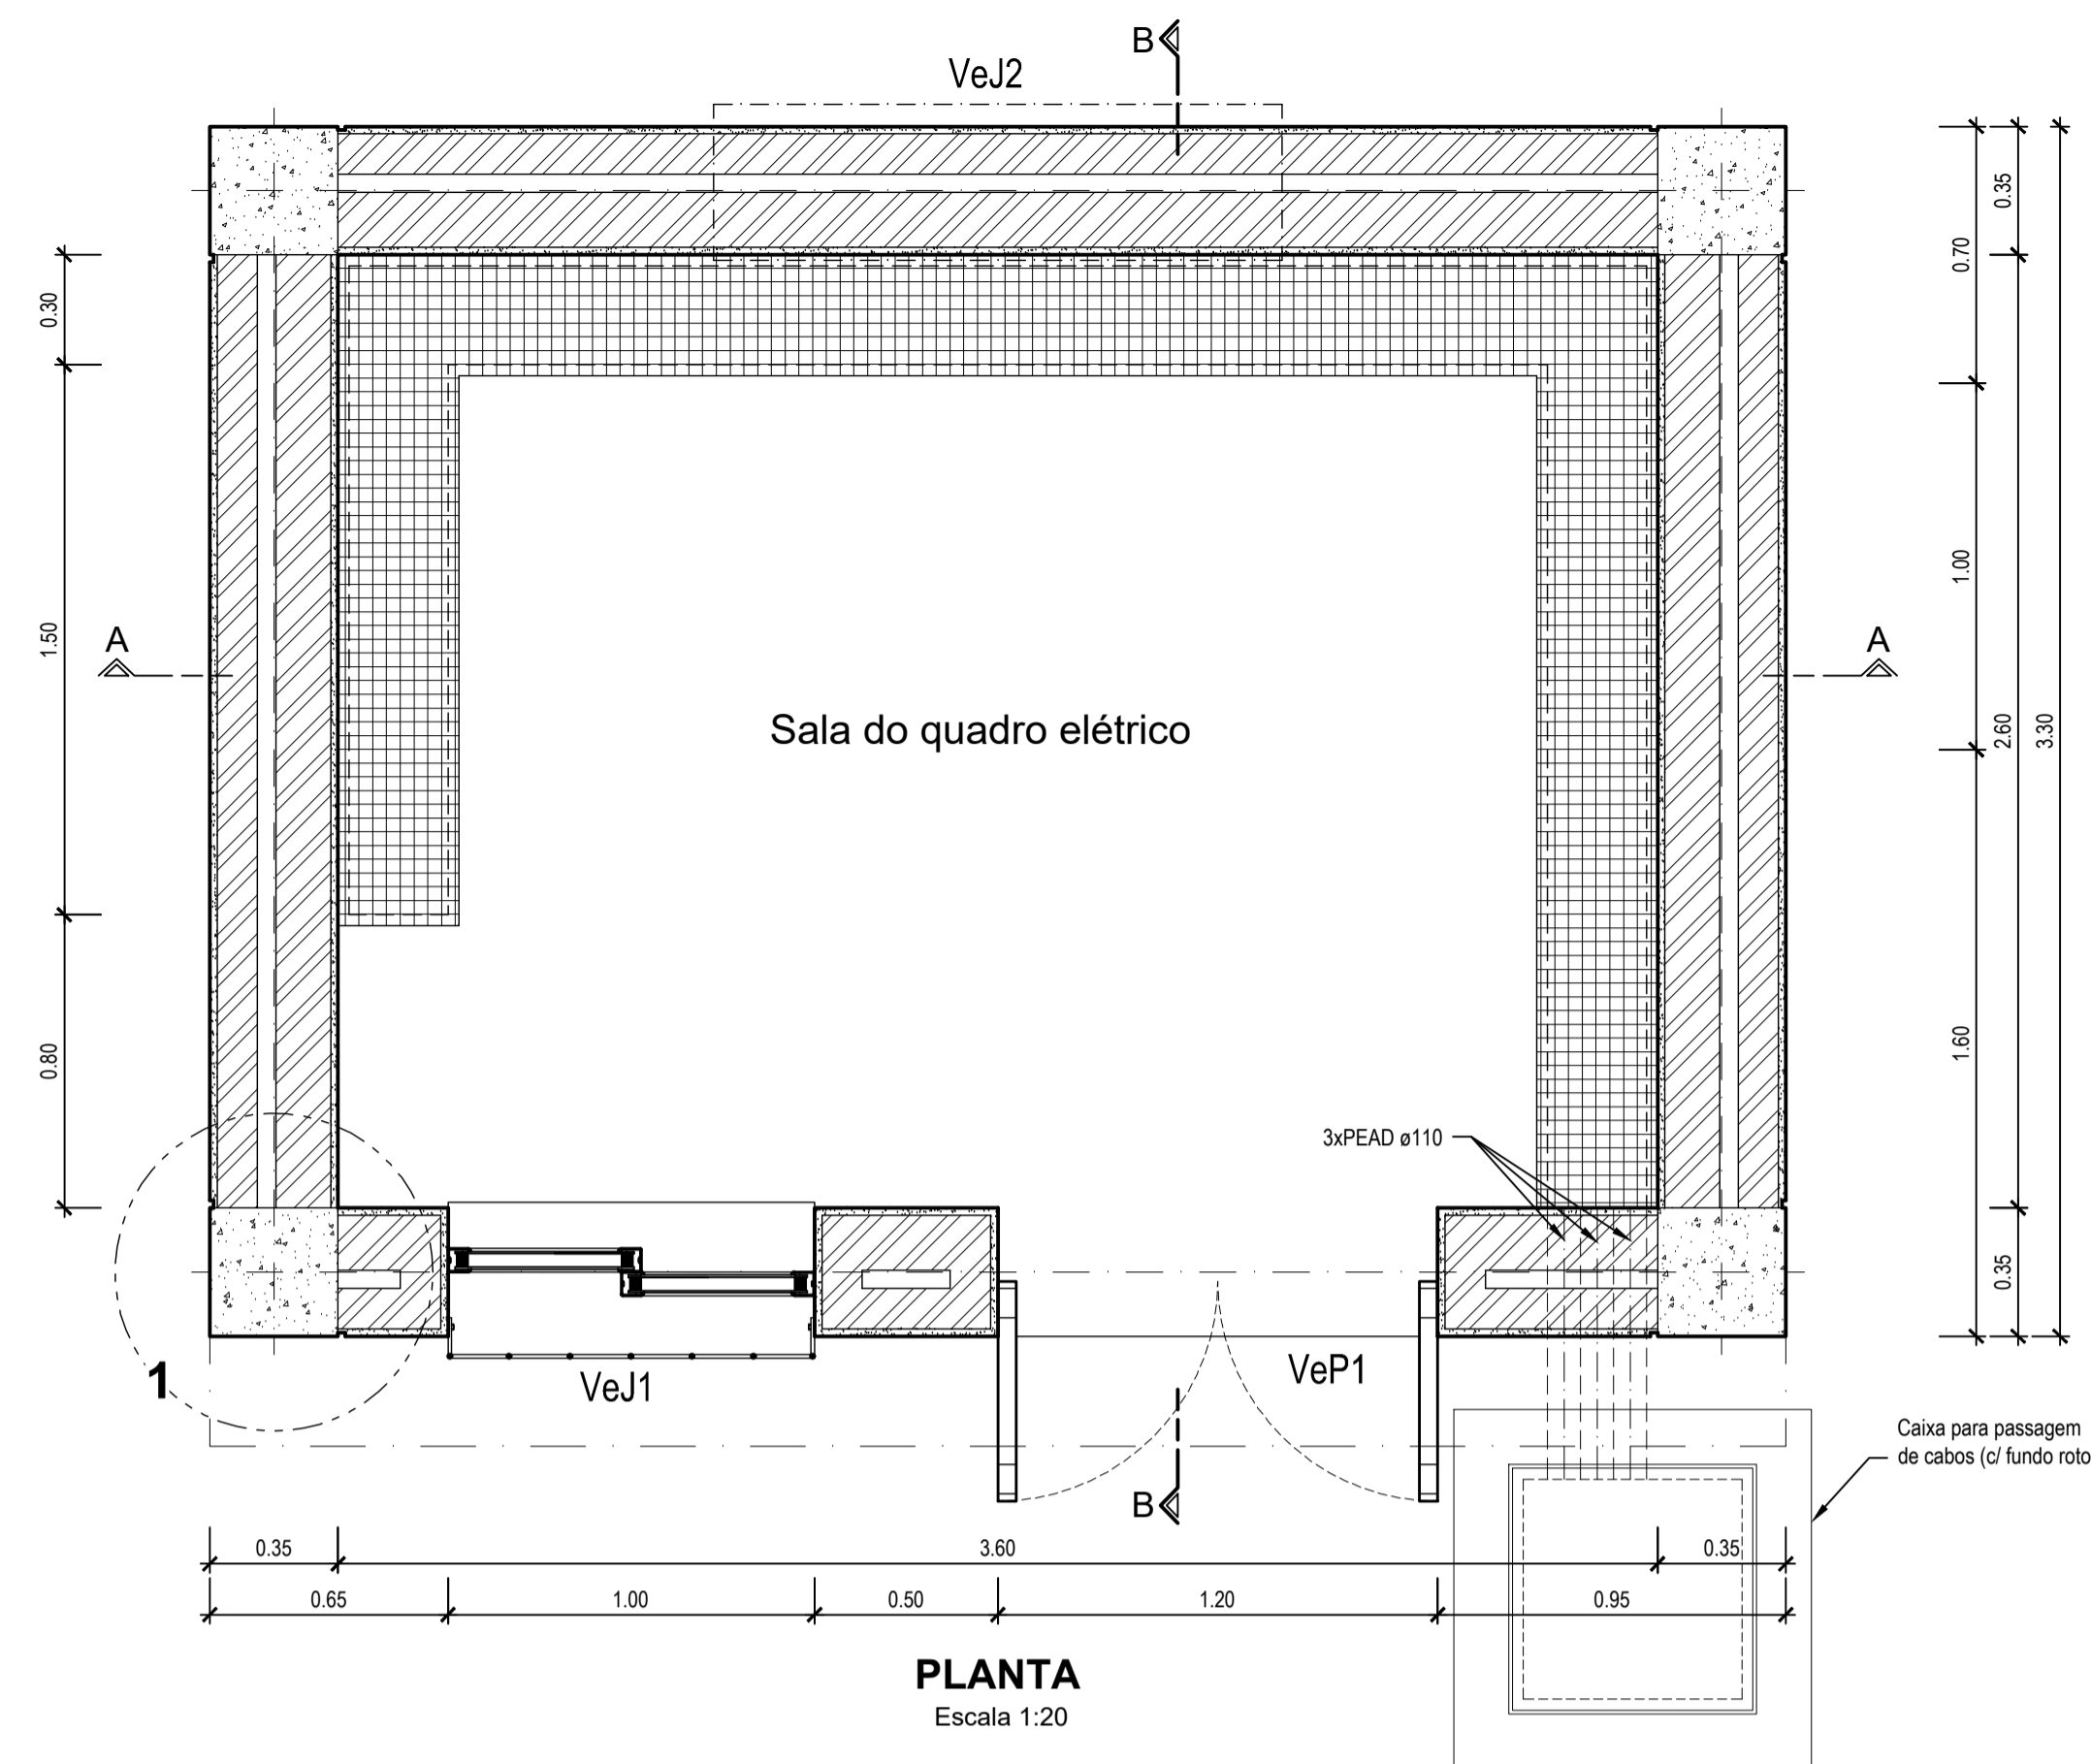 B
VeJ2
0.35
0.70
0.30
1.00
1.50
A
A
Sala do quadro elétrico
2.60
3.30
0.80
1.60
3xPEAD ø110
0.35
1
VeJ1
VeP1
Caixa para passagem
de cabos (c/ fundo roto
B
0.35
3.60
0.35
0.65
1.00
0.50
1.20
0.95
PLANTA
Escala 1:20